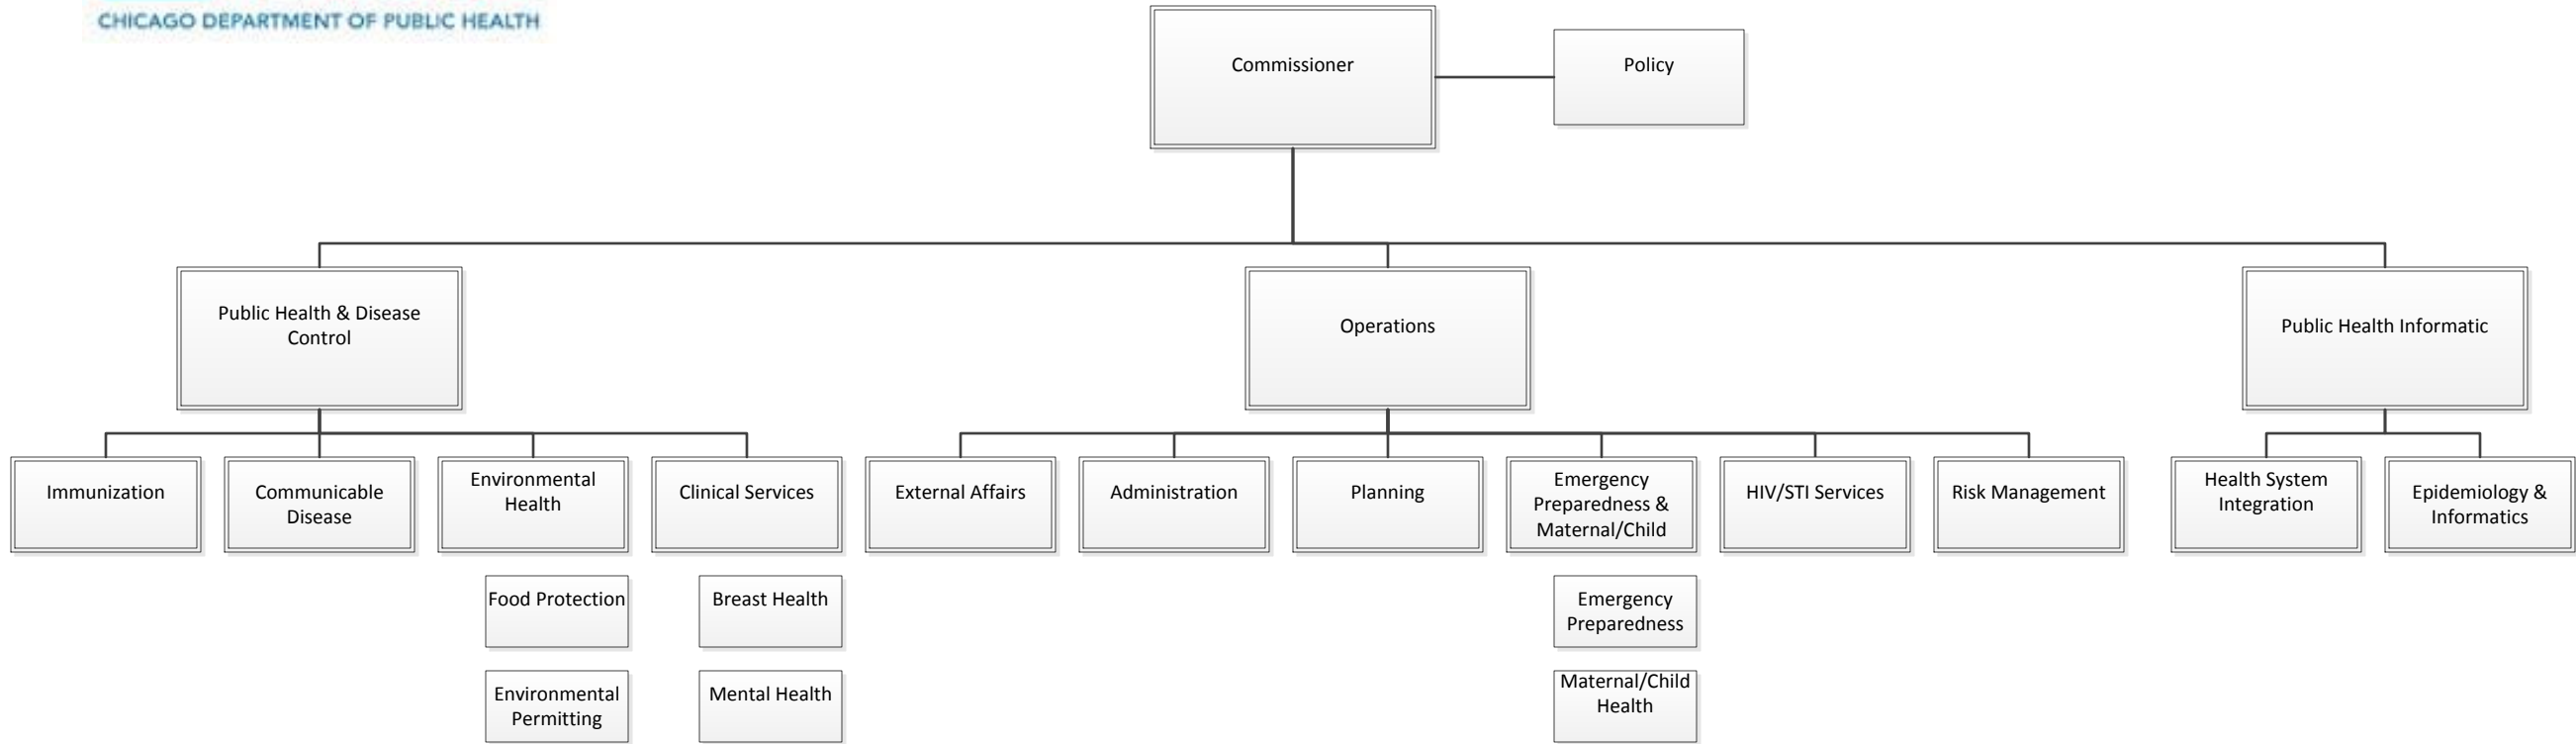 CHICAGO DEPARTMENT OF PUBLIC HEALTH
Commissioner
Policy
Public Health & Disease
Control
Operations
Public Health Informatic
Immunization
Communicable
Disease
Environmental
Health
Clinical Services
External Affairs
Administration
Planning
Emergency
Preparedness &
Maternal/Child
HIV/STI Services
Risk Management
Health System
Integration
Epidemiology &
Informatics
Food Protection
Breast Health
Emergency
Preparedness
Environmental
Permitting
Mental Health
Maternal/Child
Health